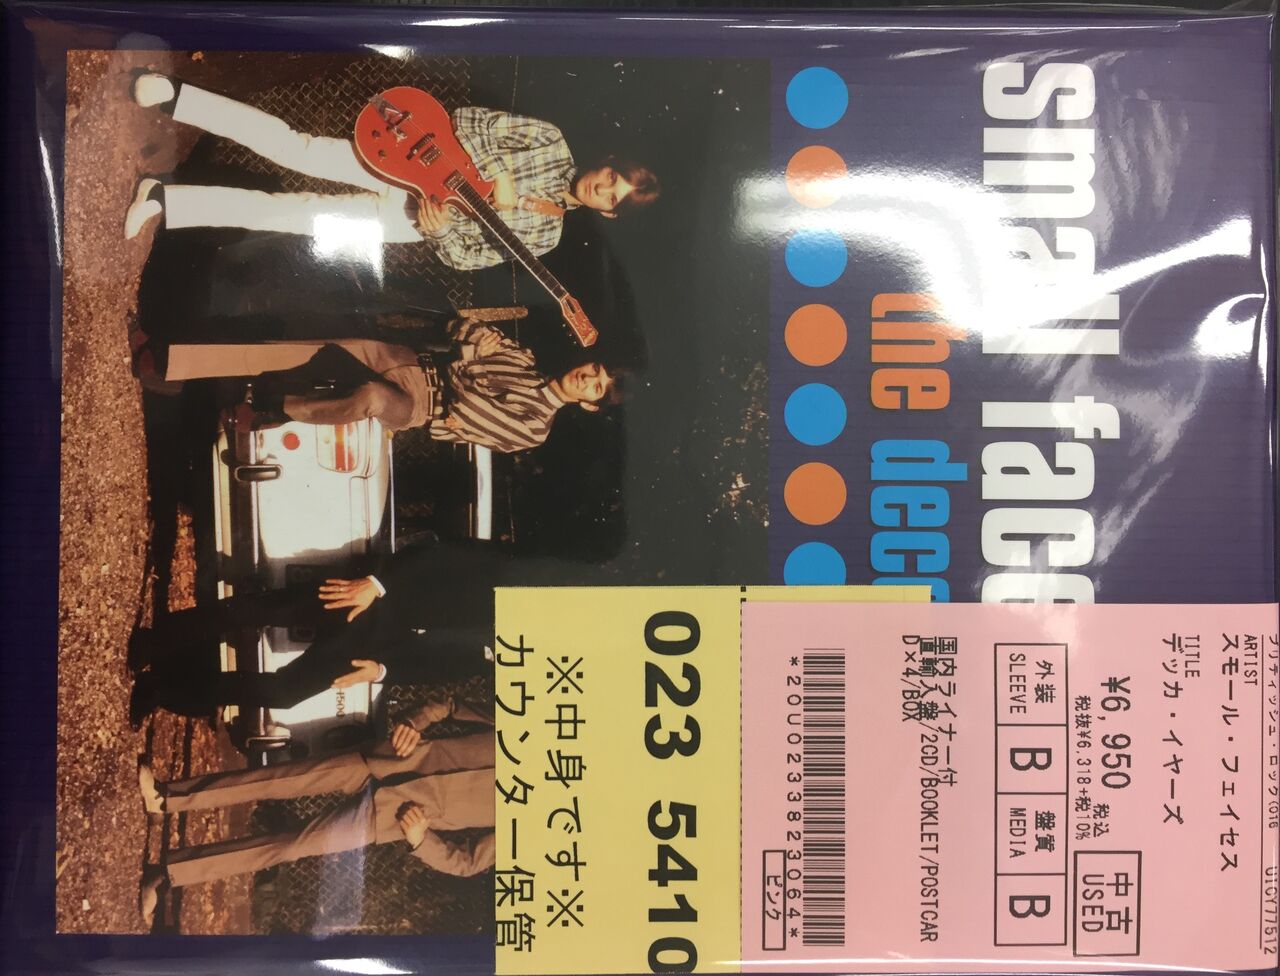 small face
the decc
ブリティッシュ・ロック(016
UICY77512
ARTIST
スモール・フェイセス
TITLE
デッカ・イヤーズ
¥6,950 税込
税抜¥6,318+税10%
中古
USED
外装
SLEEVE
B
盤質
MEDIA
B
国内ライナー付
直輸入盤/2CD/BOOKLET/POSTCAR
D×4/BOX
*20U0233823064*
ピンク
023 5410
※中身です※
カウンター保管
1500